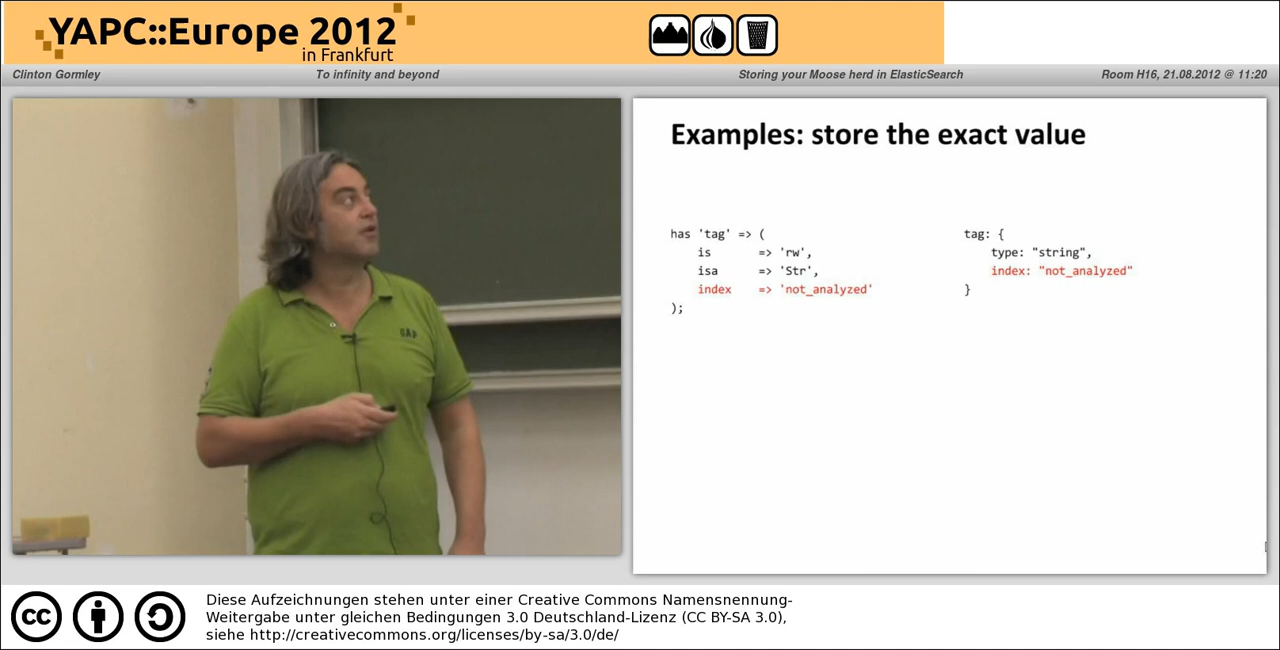 YAPC::Europe 2012
in Frankfurt
Clinton Gormley To infinity and beyond Storing your Moose herd in ElasticSearch Room H16, 21.08.2012 @ 11:20
GAP
Examples: store the exact value
has 'tag' => (
is => 'rw',
isa => 'Str',
index => 'not_analyzed'
);
tag: {
type: "string",
index: "not_analyzed"
}
cc
Diese Aufzeichnungen stehen unter einer Creative Commons Namensnennung-
Weitergabe unter gleichen Bedingungen 3.0 Deutschland-Lizenz (CC BY-SA 3.0),
siehe http://creativecommons.org/licenses/by-sa/3.0/de/